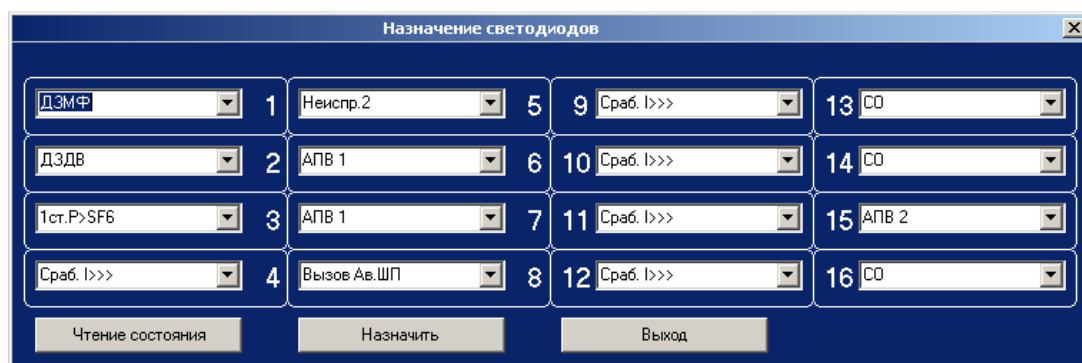 Назначение светодиодов
ДЗМФ 1 Неиспр.2 5 9 Сраб. I>>> 13 СО
ДЗДВ 2 АПВ 1 6 10 Сраб. I>>> 14 СО
1ст.P>SF6 3 АПВ 1 7 11 Сраб. I>>> 15 АПВ 2
Сраб. I>>> 4 Вызов Ав.ШП 8 12 Сраб. I>>> 16 СО
Чтение состояния Назначить Выход